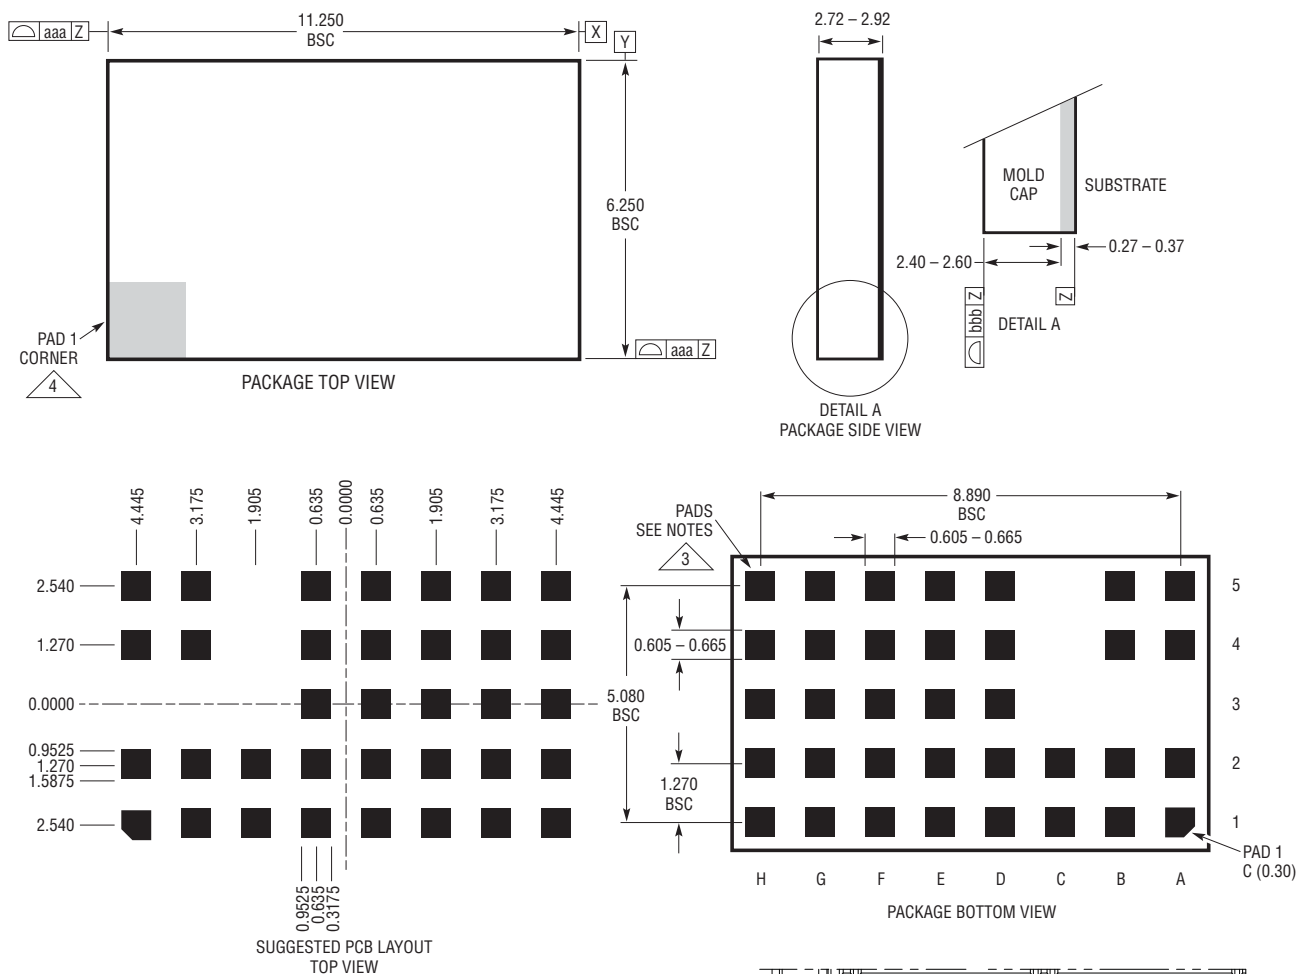 aaa Z
11.250
BSC
X
Y
6.250
BSC
PAD 1
CORNER
4
aaa Z
PACKAGE TOP VIEW
2.72 – 2.92
MOLD
CAP
SUBSTRATE
0.27 – 0.37
2.40 – 2.60
bbb Z
Z
DETAIL A
DETAIL A
PACKAGE SIDE VIEW
4.445
3.175
1.905
0.635
0.0000
0.635
1.905
3.175
4.445
2.540
1.270
0.0000
0.9525
1.270
1.5875
2.540
0.9525
0.635
0.3175
SUGGESTED PCB LAYOUT
TOP VIEW
PADS
SEE NOTES
3
8.890
BSC
0.605 – 0.665
0.605 – 0.665
5.080
BSC
1.270
BSC
5
4
3
2
1
PAD 1
C (0.30)
H G F E D C B A
PACKAGE BOTTOM VIEW